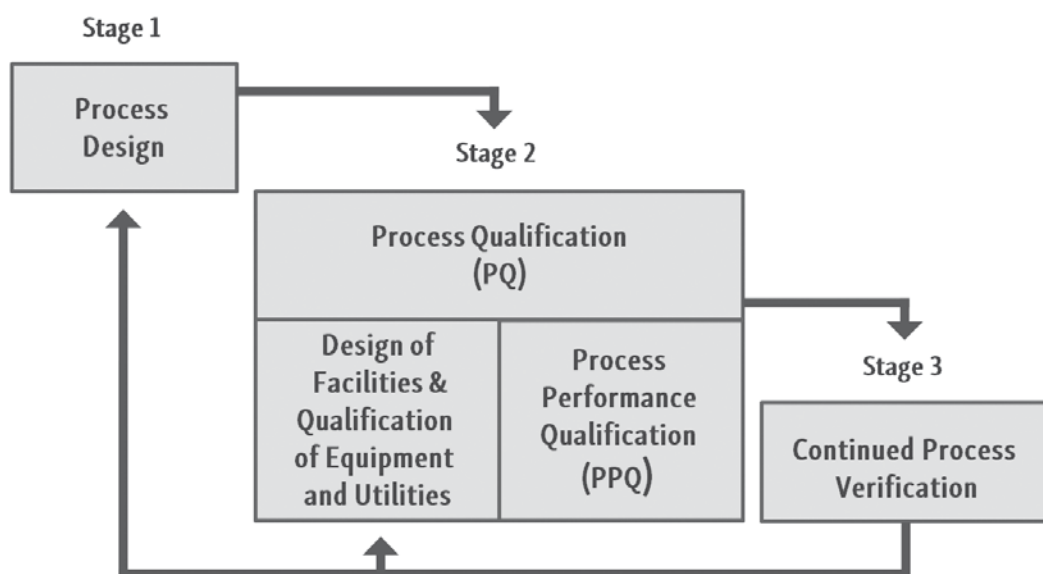 Stage 1
Process
Design
Stage 2
Process Qualification
(PQ)
Design of
Facilities &
Qualification
of Equipment
and Utilities
Process
Performance
Qualification
(PPQ)
Stage 3
Continued Process
Verification